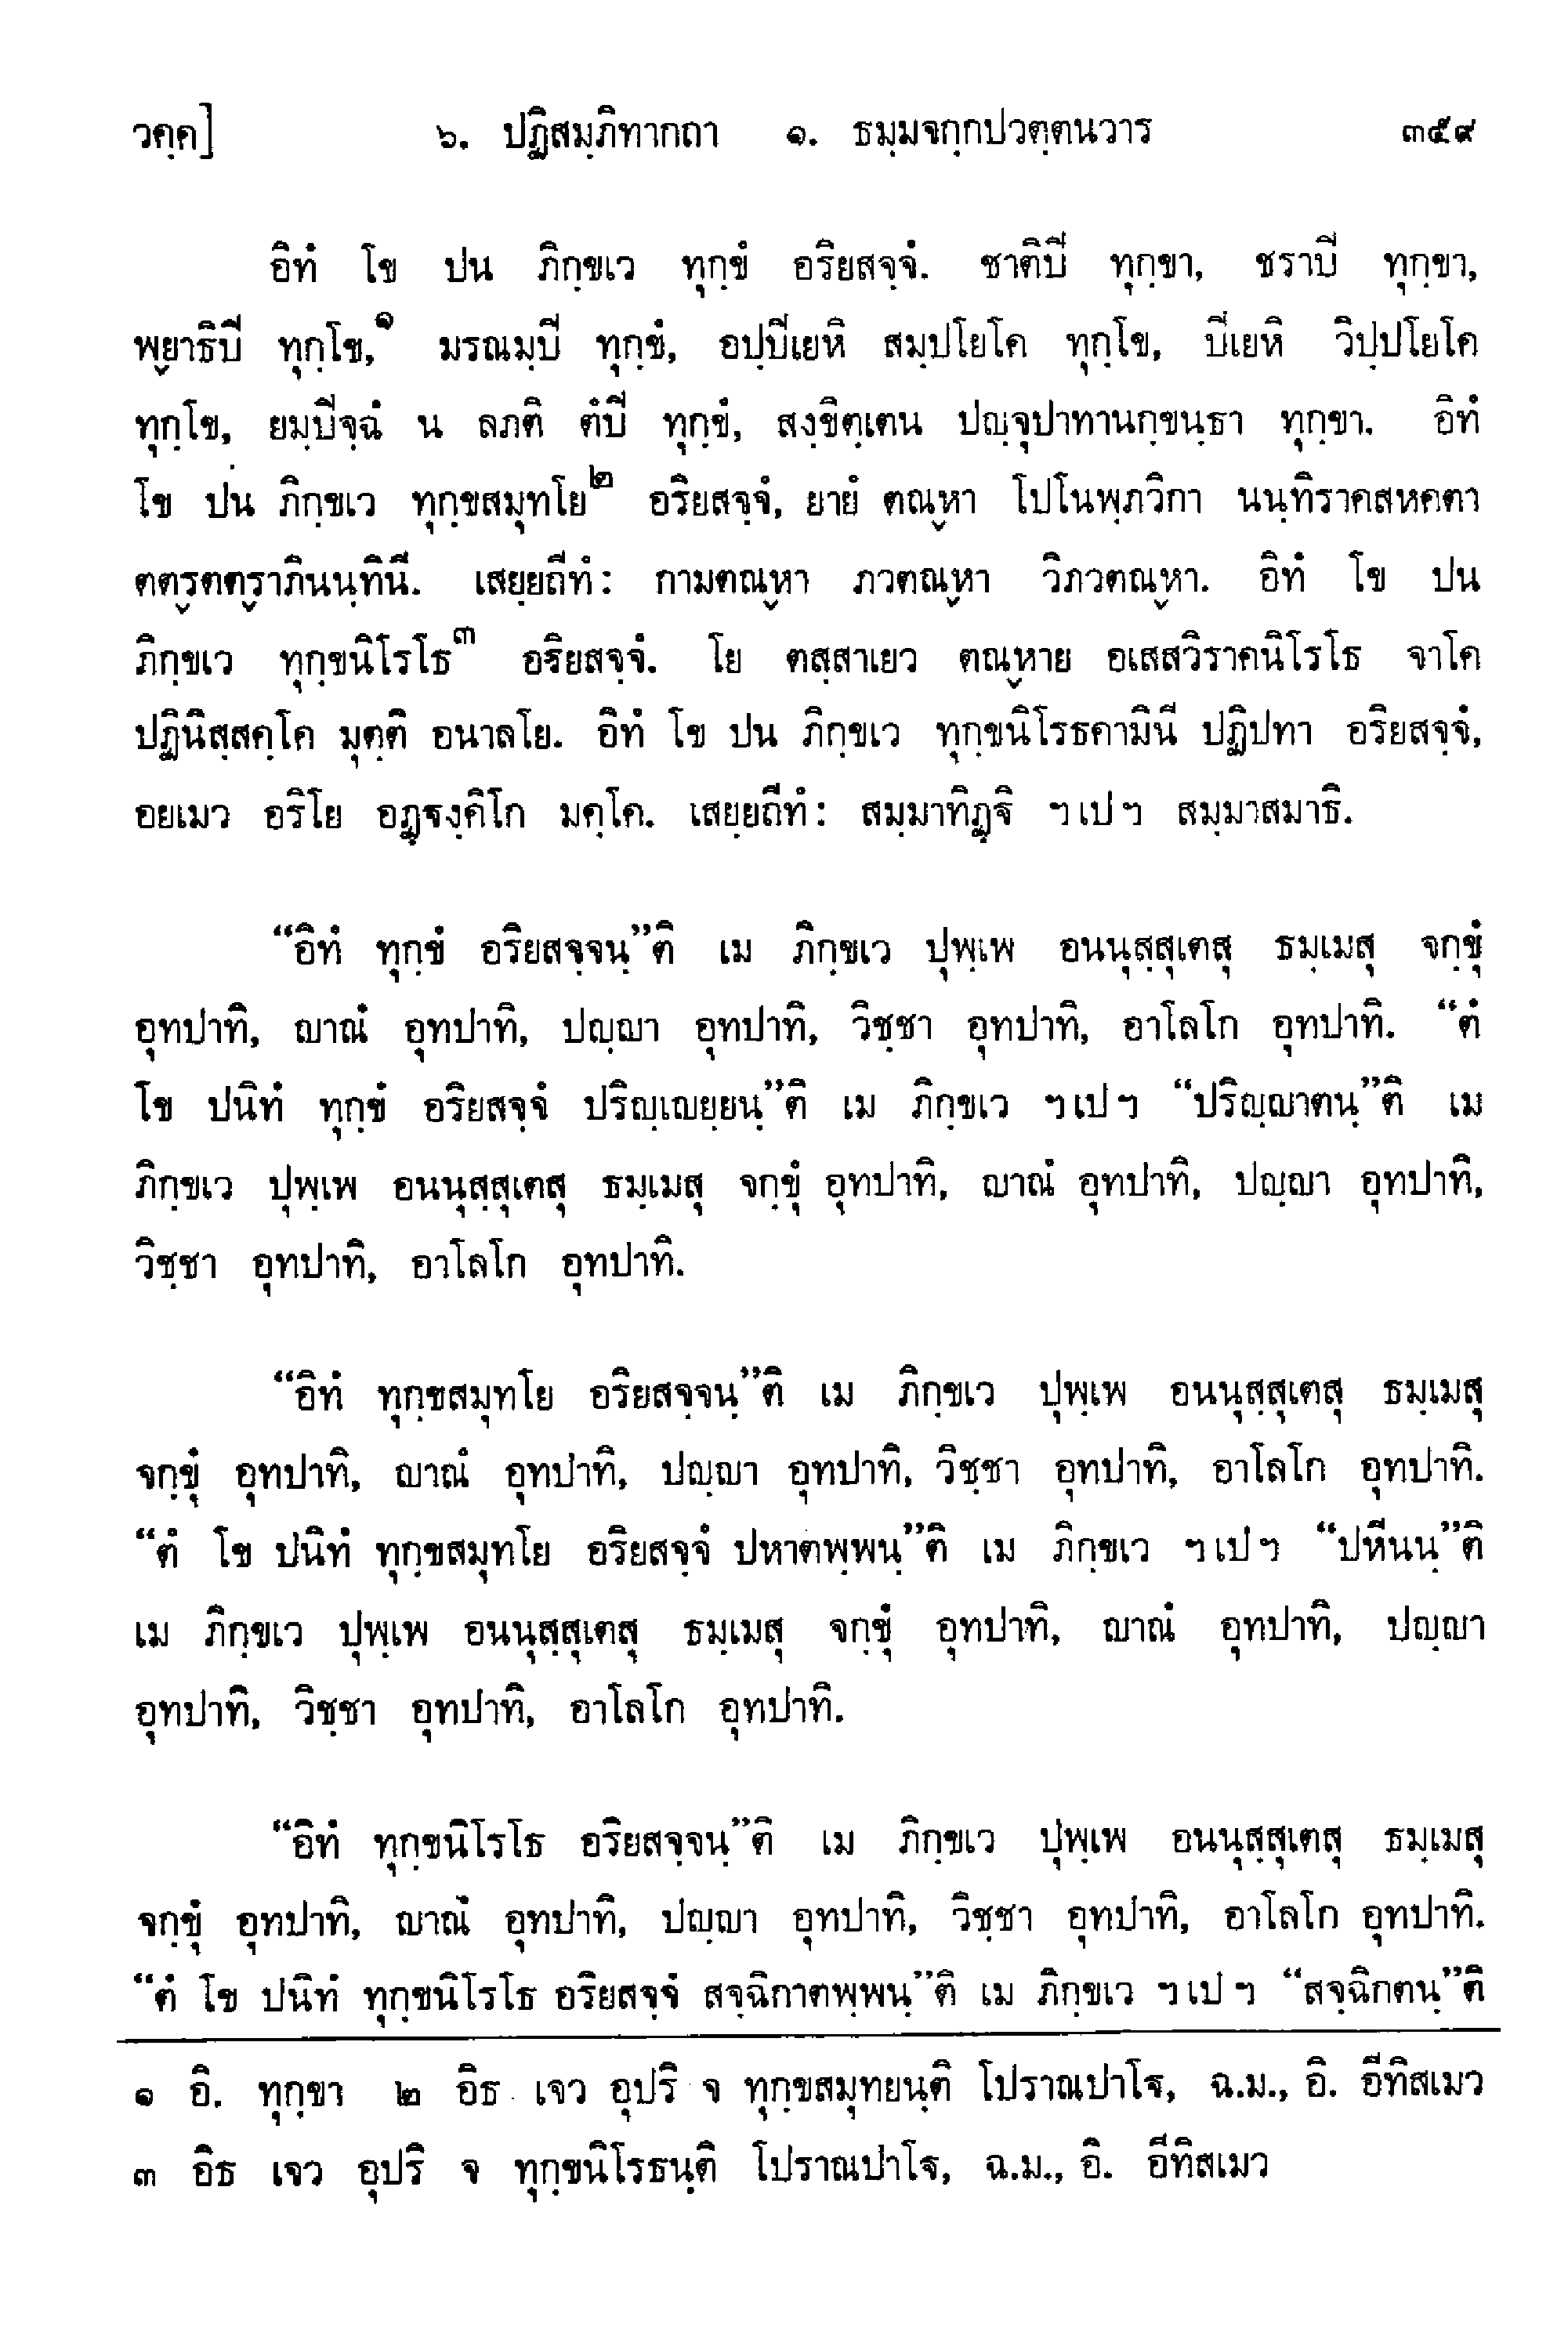 วคฺค] ๖. ปฏิสมฺภิทากถา ๑. ธมฺมจกฺกปวตฺตนวาร ๓๕๙
อิทํ โข ปน ภิกฺขเว ทุกฺขํ อริยสจฺจํ. ชาติปิ ทุกฺขา, ชราปิ ทุกฺขา,
พฺยาธิปิ ทุกฺโข,๑ มรณมฺปิ ทุกฺขํ, อปฺปิเยหิ สมฺปโยโค ทุกฺโข, ปิเยหิ วิปฺปโยโค
ทุกฺโข, ยมฺปิจฺฉํ น ลภติ ตํปิ ทุกฺขํ, สงฺขิตฺเตน ปญฺจุปาทานกฺขนฺธา ทุกฺขา. อิทํ
โข ปน ภิกฺขเว ทุกฺขสมุทโย๒ อริยสจฺจํ, ยายํ ตณฺหา โปโนพฺภวิกา นนฺทิราคสหคตา
ตตฺรตตฺราภินนฺทินี. เสยฺยถีทํ: กามตณฺหา ภวตณฺหา วิภวตณฺหา. อิทํ โข ปน
ภิกฺขเว ทุกฺขนิโรโธ๓ อริยสจฺจํ. โย ตสฺสาเยว ตณฺหาย อเสสวิราคนิโรโธ จาโค
ปฏินิสฺสคฺโค มุตฺติ อนาลโย. อิทํ โข ปน ภิกฺขเว ทุกฺขนิโรธคามินี ปฏิปทา อริยสจฺจํ,
อยเมว อริโย อฏฺฐงฺคิโก มคฺโค. เสยฺยถีทํ: สมฺมาทิฏฺฐิ ฯเปฯ สมฺมาสมาธิ.
“อิทํ ทุกฺขํ อริยสจฺจนฺ”ติ เม ภิกฺขเว ปุพฺเพ อนนุสฺสุเตสุ ธมฺเมสุ จกฺขุํ
อุทปาทิ, ญาณํ อุทปาทิ, ปญฺญา อุทปาทิ, วิชฺชา อุทปาทิ, อาโลโก อุทปาทิ. “ตํ
โข ปนิทํ ทุกฺขํ อริยสจฺจํ ปริญฺเญยฺยนฺ”ติ เม ภิกฺขเว ฯเปฯ “ปริญฺญาตนฺ”ติ เม
ภิกฺขเว ปุพฺเพ อนนุสฺสุเตสุ ธมฺเมสุ จกฺขุํ อุทปาทิ, ญาณํ อุทปาทิ, ปญฺญา อุทปาทิ,
วิชฺชา อุทปาทิ, อาโลโก อุทปาทิ.
“อิทํ ทุกฺขสมุทโย อริยสจฺจนฺ”ติ เม ภิกฺขเว ปุพฺเพ อนนุสฺสุเตสุ ธมฺเมสุ
จกฺขุํ อุทปาทิ, ญาณํ อุทปาทิ, ปญฺญา อุทปาทิ, วิชฺชา อุทปาทิ, อาโลโก อุทปาทิ.
“ตํ โข ปนิทํ ทุกฺขสมุทโย อริยสจฺจํ ปหาตพฺพนฺ”ติ เม ภิกฺขเว ฯเปฯ “ปหีนนฺ”ติ
เม ภิกฺขเว ปุพฺเพ อนนุสฺสุเตสุ ธมฺเมสุ จกฺขุํ อุทปาทิ, ญาณํ อุทปาทิ, ปญฺญา
อุทปาทิ, วิชฺชา อุทปาทิ, อาโลโก อุทปาทิ.
“อิทํ ทุกฺขนิโรโธ อริยสจฺจนฺ”ติ เม ภิกฺขเว ปุพฺเพ อนนุสฺสุเตสุ ธมฺเมสุ
จกฺขุํ อุทปาทิ, ญาณํ อุทปาทิ, ปญฺญา อุทปาทิ, วิชฺชา อุทปาทิ, อาโลโก อุทปาทิ.
“ตํ โข ปนิทํ ทุกฺขนิโรโธ อริยสจฺจํ สจฺฉิกาตพฺพนฺ”ติ เม ภิกฺขเว ฯเปฯ “สจฺฉิกตนฺ”ติ
๑ อิ. ทุกฺขา ๒ อิธ เจว อุปริ จ ทุกฺขสมุทยนฺติ โปราณปาโฐ, ฉ.ม., อิ. อีทิสเมว
๓ อิธ เจว อุปริ จ ทุกฺขนิโรธนฺติ โปราณปาโฐ, ฉ.ม., อิ. อีทิสเมว